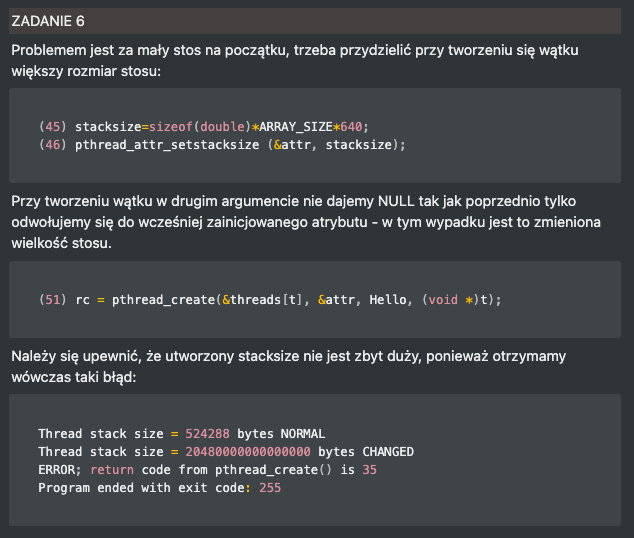 ZADANIE 6
Problemem jest za mały stos na początku, trzeba przydzielić przy tworzeniu się wątku
większy rozmiar stosu:
(45) stacksize=sizeof(double)*ARRAY_SIZE*640;
(46) pthread_attr_setstacksize (&attr, stacksize);
Przy tworzeniu wątku w drugim argumencie nie dajemy NULL tak jak poprzednio tylko
odwołujemy się do wcześniej zainicjowanego atrybutu - w tym wypadku jest to zmieniona
wielkość stosu.
(51) rc = pthread_create(&threads[t], &attr, Hello, (void *)t);
Należy się upewnić, że utworzony stacksize nie jest zbyt duży, ponieważ otrzymamy
wówczas taki błąd:
Thread stack size = 524288 bytes NORMAL
Thread stack size = 20480000000000000 bytes CHANGED
ERROR; return code from pthread_create() is 35
Program ended with exit code: 255